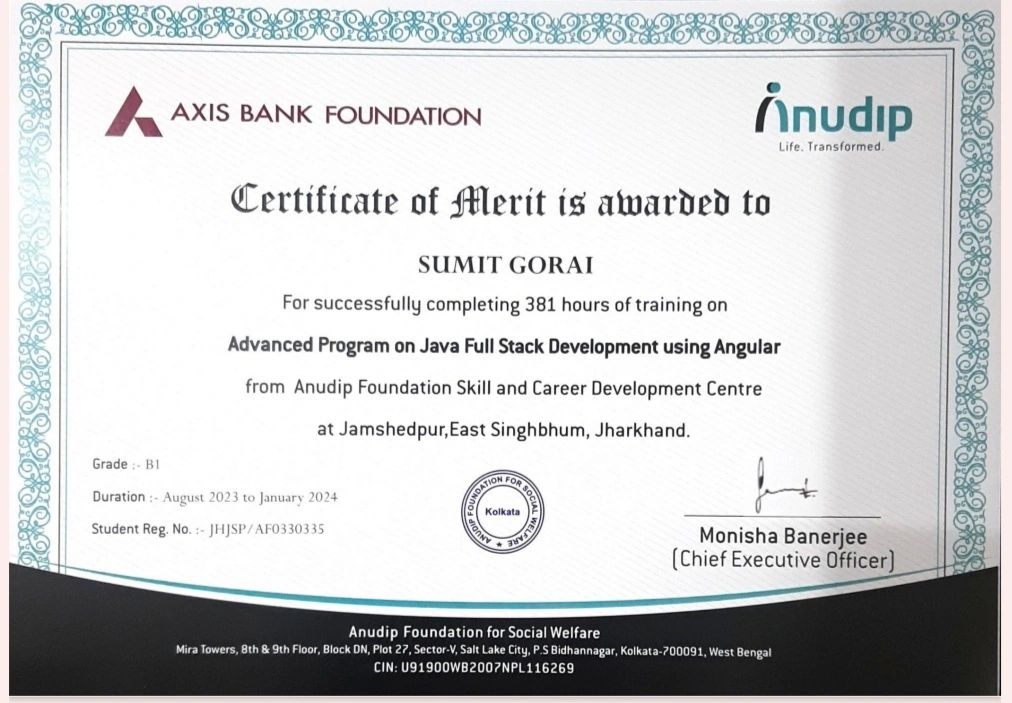 AXIS BANK FOUNDATION
Anudip
Life. Transformed.
Certificate of Merit is awarded to
SUMIT GORAI
For successfully completing 381 hours of training on
Advanced Program on Java Full Stack Development using Angular
from Anudip Foundation Skill and Career Development Centre
at Jamshedpur,East Singhbhum, Jharkhand.
Grade :- B1
Duration :- August 2023 to January 2024
Student Reg. No. :- JHJSP/AF0330335
ANUDIP FOUNDATION FOR SOCIAL WELFARE ★
Kolkata
Monisha Banerjee
(Chief Executive Officer)
Anudip Foundation for Social Welfare
Mira Towers, 8th & 9th Floor, Block DN, Plot 27, Sector-V, Salt Lake City, P.S Bidhannagar, Kolkata-700091, West Bengal
CIN: U91900WB2007NPL116269